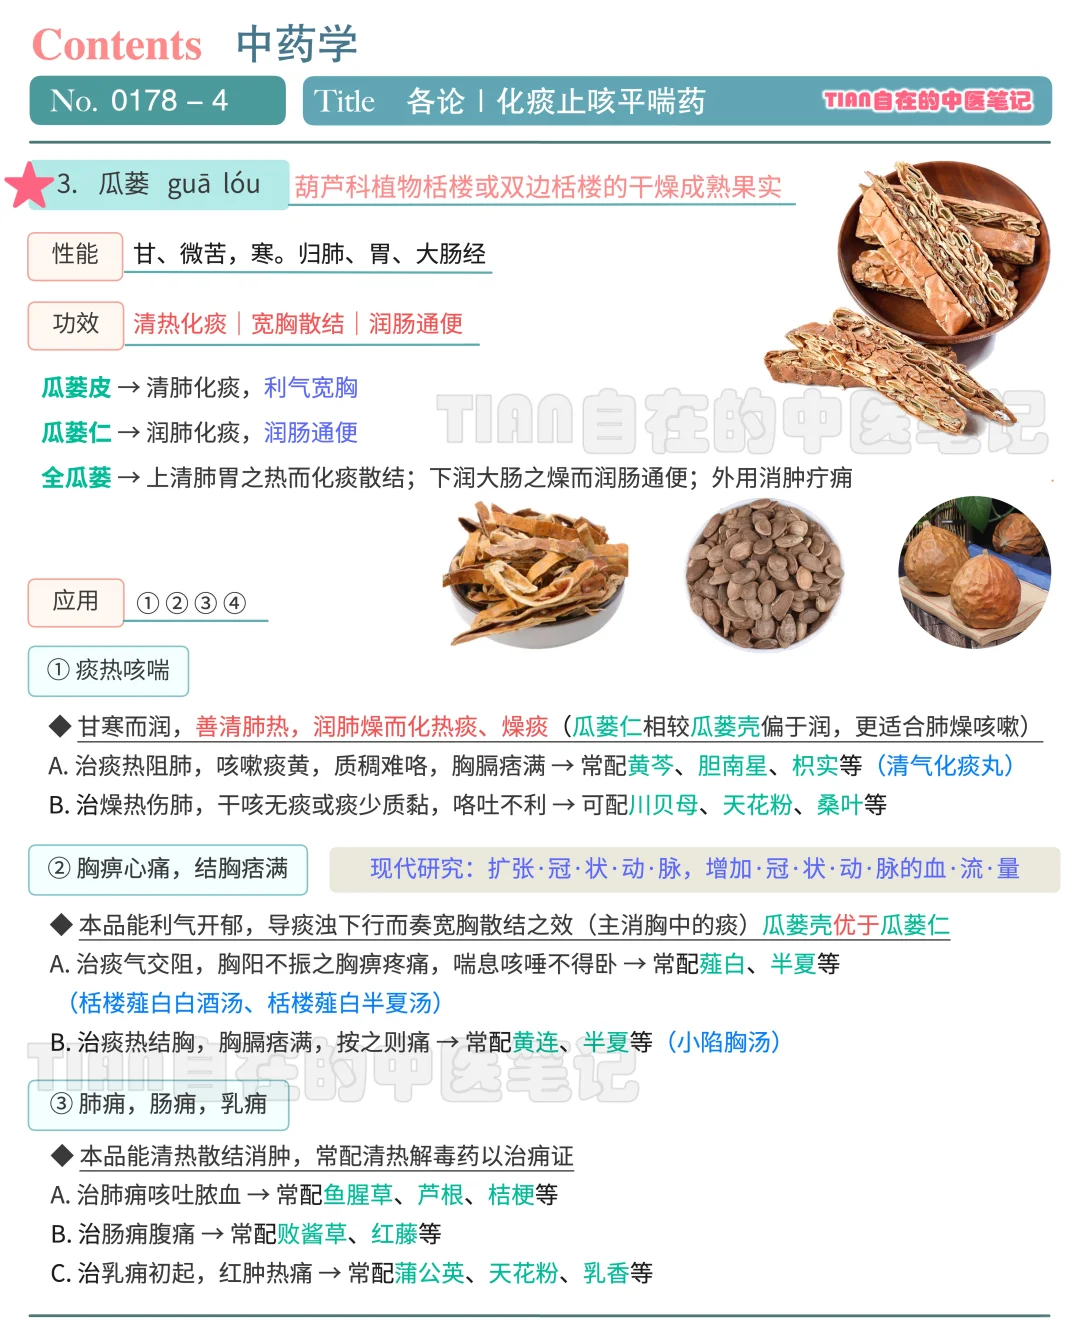 Contents 中药学
No. 0178 – 4
Title 各论 | 化痰止咳平喘药
TIAN自在的中医笔记
3. 瓜蒌 guā lóu 葫芦科植物栝楼或双边栝楼的干燥成熟果实
性能 甘、微苦，寒。归肺、胃、大肠经
功效 清热化痰｜宽胸散结｜润肠通便
瓜蒌皮 → 清肺化痰，利气宽胸
瓜蒌仁 → 润肺化痰，润肠通便
TIAN自在的中医笔记
全瓜蒌 → 上清肺胃之热而化痰散结；下润大肠之燥而润肠通便；外用消肿疗痈
应用 ① ② ③ ④
① 痰热咳喘
◆ 甘寒而润，善清肺热，润肺燥而化热痰、燥痰（瓜蒌仁相较瓜蒌壳偏于润，更适合肺燥咳嗽）
A. 治痰热阻肺，咳嗽痰黄，质稠难咯，胸膈痞满 → 常配黄芩、胆南星、枳实等（清气化痰丸）
B. 治燥热伤肺，干咳无痰或痰少质黏，咯吐不利 → 可配川贝母、天花粉、桑叶等
② 胸痹心痛，结胸痞满
现代研究：扩张·冠·状·动·脉，增加·冠·状·动·脉的血·流·量
◆ 本品能利气开郁，导痰浊下行而奏宽胸散结之效（主消胸中的痰）瓜蒌壳优于瓜蒌仁
A. 治痰气交阻，胸阳不振之胸痹疼痛，喘息咳唾不得卧 → 常配薤白、半夏等
（栝楼薤白白酒汤、栝楼薤白半夏汤）
B. 治痰热结胸，胸膈痞满，按之则痛 → 常配黄连、半夏等（小陷胸汤）
TIAN自在的中医笔记
③ 肺痈，肠痈，乳痈
◆ 本品能清热散结消肿，常配清热解毒药以治痈证
A. 治肺痈咳吐脓血 → 常配鱼腥草、芦根、桔梗等
B. 治肠痈腹痛 → 常配败酱草、红藤等
C. 治乳痈初起，红肿热痛 → 常配蒲公英、天花粉、乳香等